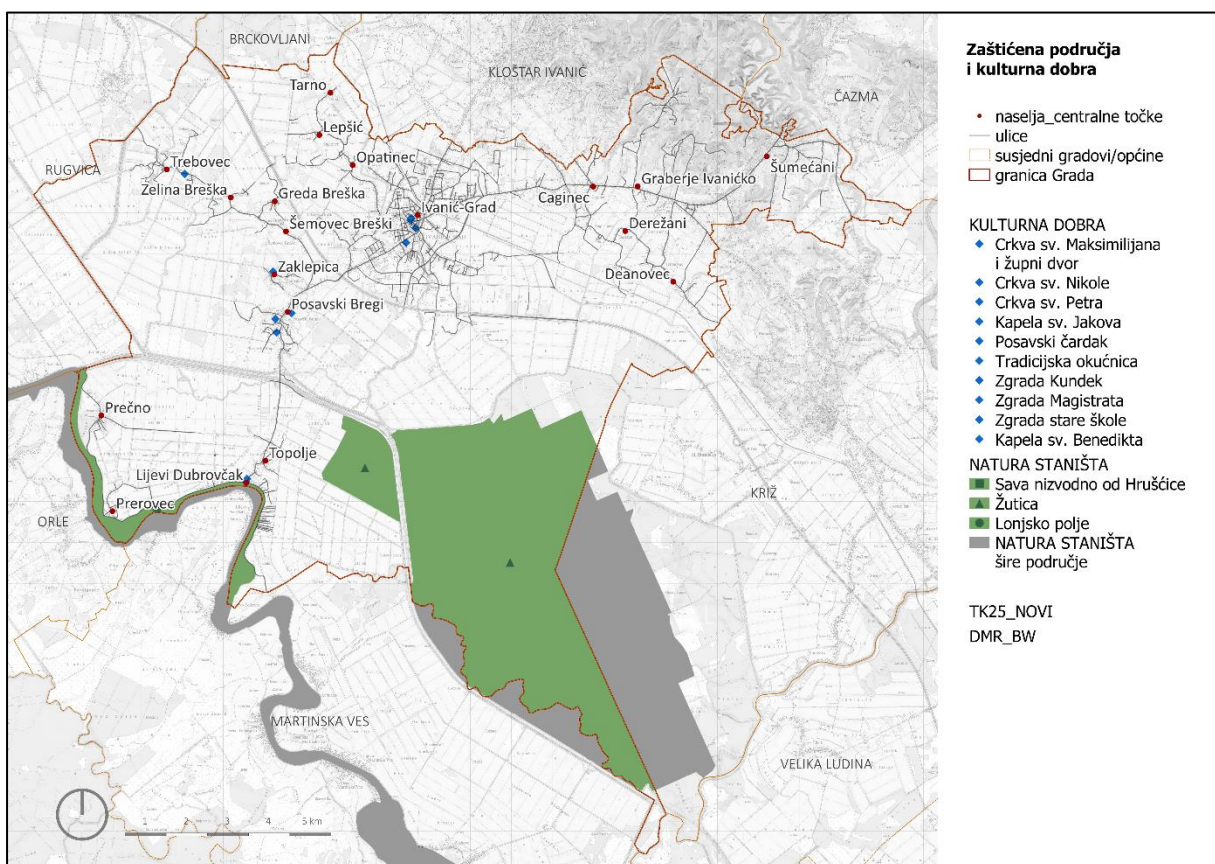 BRCKOVLJANI
KLOŠTAR IVANIĆ
ČAZMA
Tarno
Lepšić
Opatinec
RUGVICA
Trebovec
Zelina Breška
Greda Breška
Šemovec Breški
Ivanić-Grad
Caginec
Graberje Ivanićko
Šumećani
Derežani
Zaklepica
Deanovec
Posavski Bregi
Prečno
Topolje
Lijevi Dubrovčak
Prerovec
ORLE
KRIŽ
MARTINSKA VES
VELIKA LUDINA
1 2 3 4 5 km
Zaštićena područja
i kulturna dobra
naselja_centralne točke
ulice
susjedni gradovi/općine
granica Grada
KULTURNA DOBRA
Crkva sv. Maksimilijana
i župni dvor
Crkva sv. Nikole
Crkva sv. Petra
Kapela sv. Jakova
Posavski čardak
Tradicijska okućnica
Zgrada Kundek
Zgrada Magistrata
Zgrada stare škole
Kapela sv. Benedikta
NATURA STANIŠTA
Sava nizvodno od Hrušćice
Žutica
Lonjsko polje
NATURA STANIŠTA
šire područje
TK25_NOVI
DMR_BW